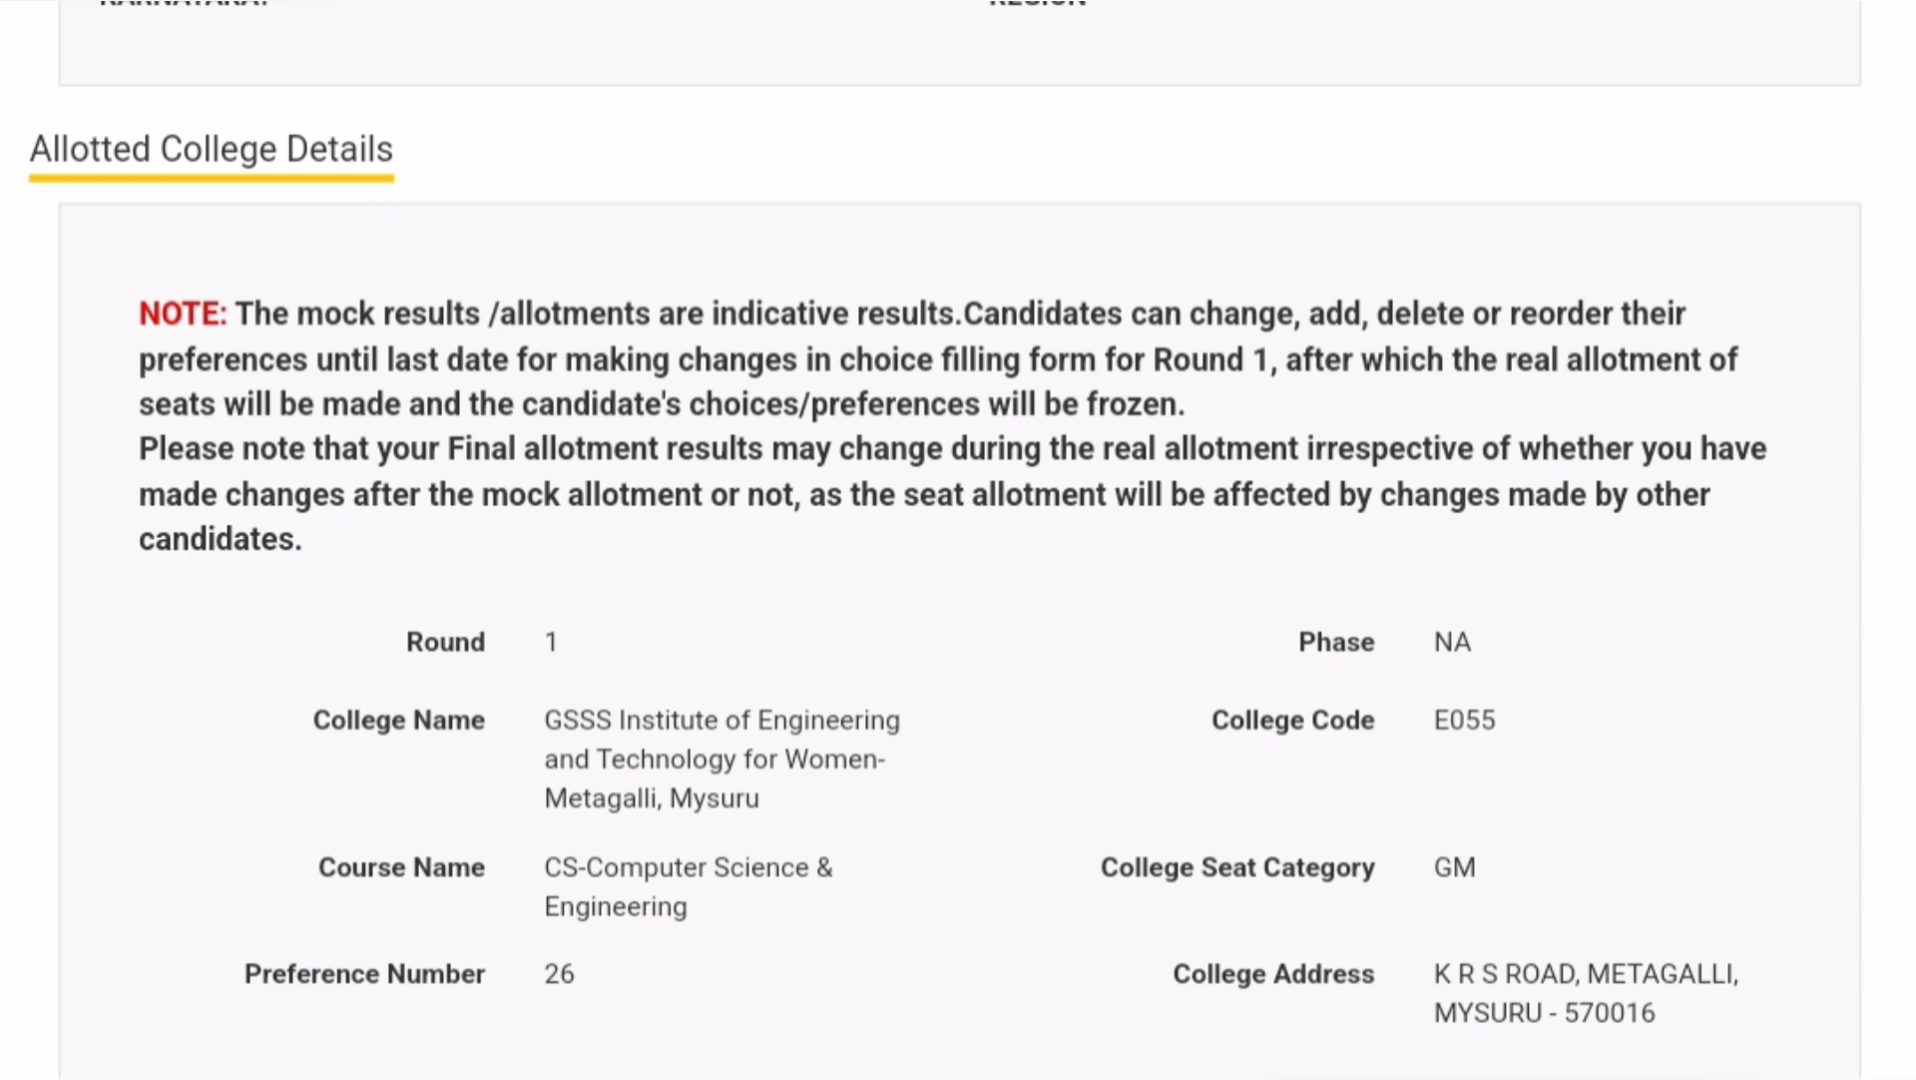 Allotted College Details
NOTE: The mock results /allotments are indicative results.Candidates can change, add, delete or reorder their
preferences until last date for making changes in choice filling form for Round 1, after which the real allotment of
seats will be made and the candidate's choices/preferences will be frozen.
Please note that your Final allotment results may change during the real allotment irrespective of whether you have
made changes after the mock allotment or not, as the seat allotment will be affected by changes made by other
candidates.
Round 1 Phase NA
College Name GSSS Institute of Engineering College Code E055
and Technology for Women-
Metagalli, Mysuru
Course Name CS-Computer Science & College Seat Category GM
Engineering
Preference Number 26 College Address K R S ROAD, METAGALLI,
MYSURU - 570016